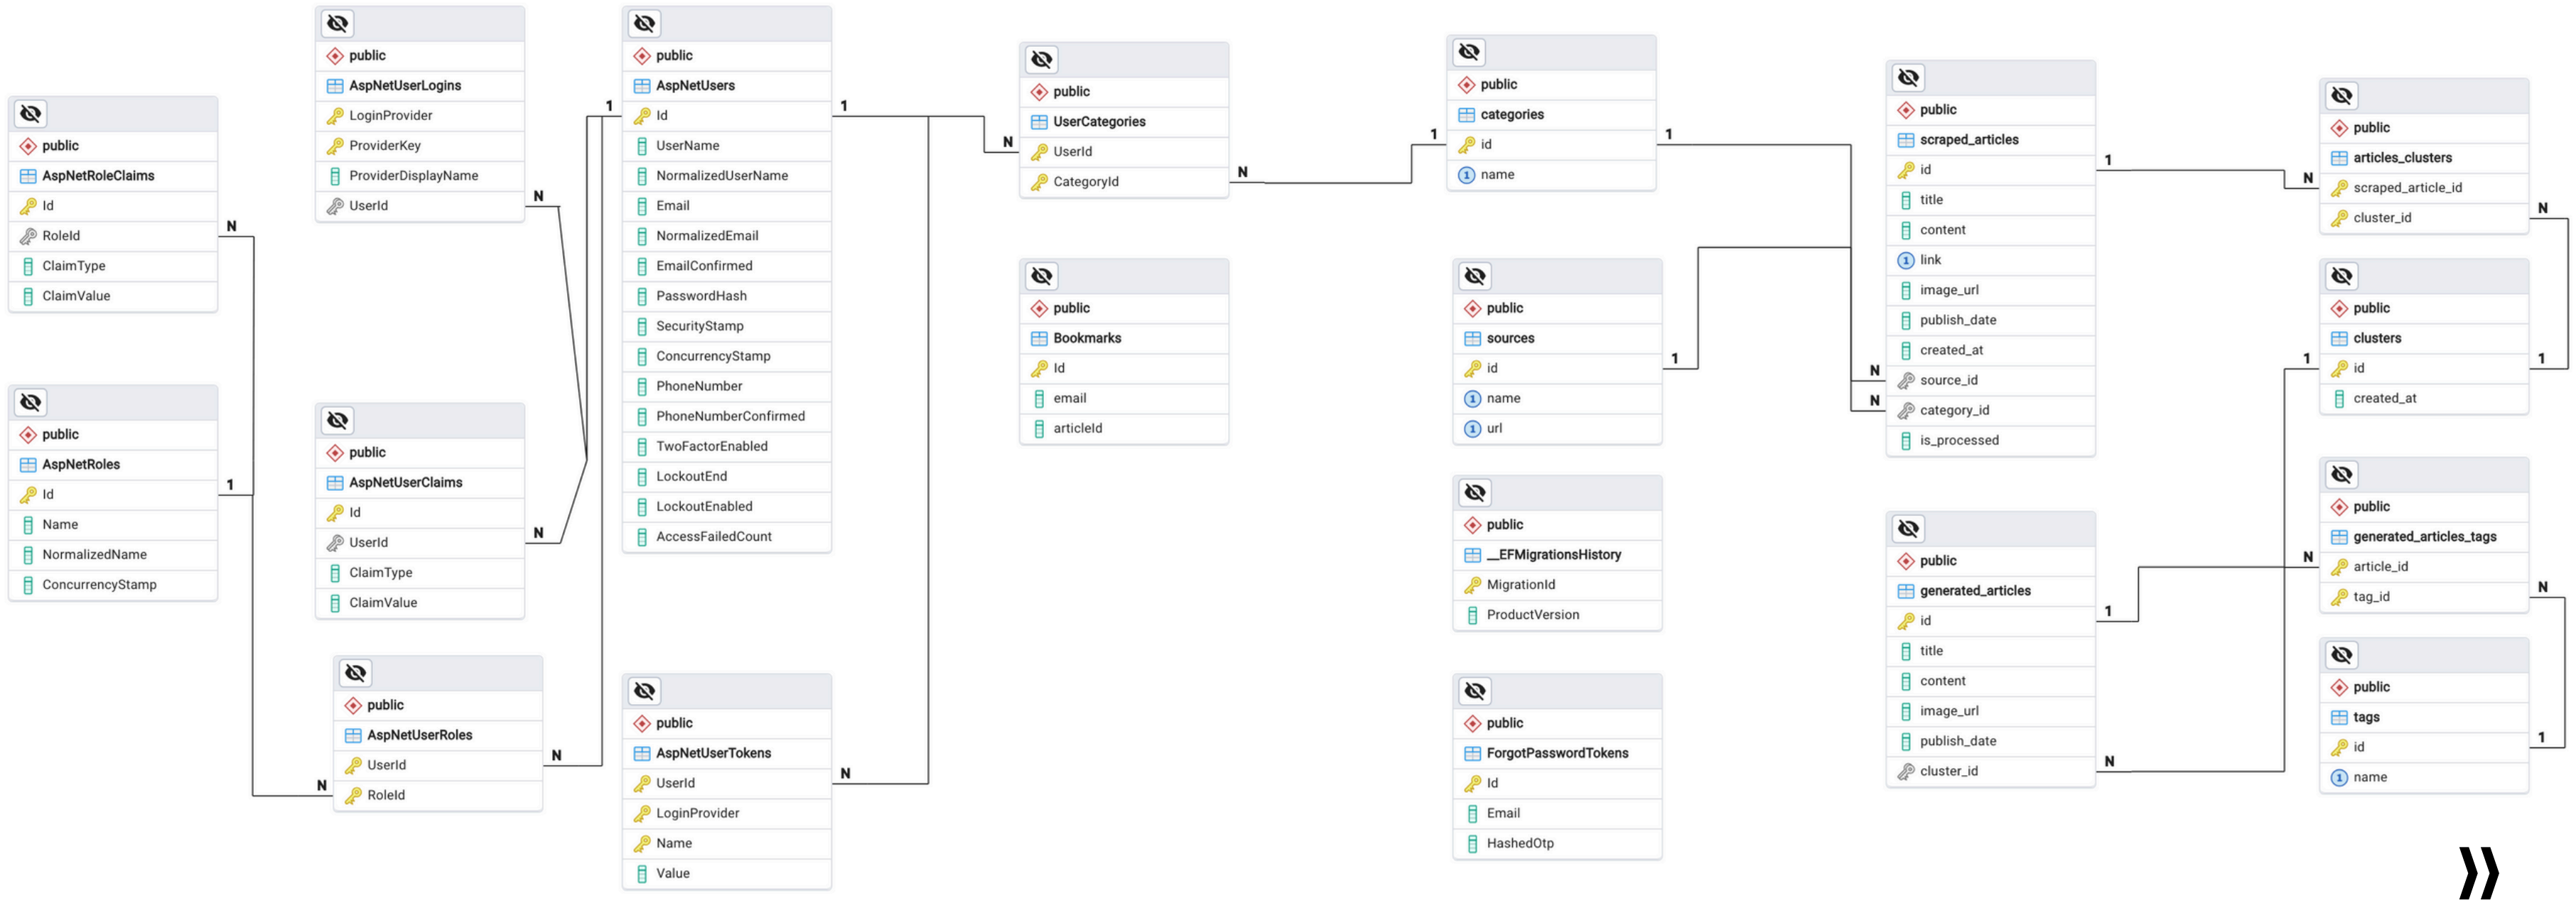 public
AspNetRoleClaims
Id
RoleId
ClaimType
ClaimValue
N
public
AspNetRoles
Id
Name
NormalizedName
ConcurrencyStamp
1
public
AspNetUserLogins
LoginProvider
ProviderKey
ProviderDisplayName
UserId
N
public
AspNetUserClaims
Id
UserId
ClaimType
ClaimValue
N
public
AspNetUserRoles
UserId
RoleId
N
N
1
public
AspNetUsers
Id
UserName
NormalizedUserName
Email
NormalizedEmail
EmailConfirmed
PasswordHash
SecurityStamp
ConcurrencyStamp
PhoneNumber
PhoneNumberConfirmed
TwoFactorEnabled
LockoutEnd
LockoutEnabled
AccessFailedCount
1
public
AspNetUserTokens
UserId
LoginProvider
Name
Value
N
public
UserCategories
UserId
CategoryId
N
N
public
Bookmarks
Id
email
articleId
public
categories
id
1 name
1
1
public
sources
id
1 name
1 url
1
public
__EFMigrationsHistory
MigrationId
ProductVersion
public
ForgotPasswordTokens
Id
Email
HashedOtp
public
scraped_articles
id
title
content
1 link
image_url
publish_date
created_at
source_id
category_id
is_processed
1
N
N
public
generated_articles
id
title
content
image_url
publish_date
cluster_id
1
N
public
articles_clusters
scraped_article_id
cluster_id
N
N
public
clusters
id
created_at
1
1
public
generated_articles_tags
article_id
tag_id
N
N
public
tags
id
1 name
1